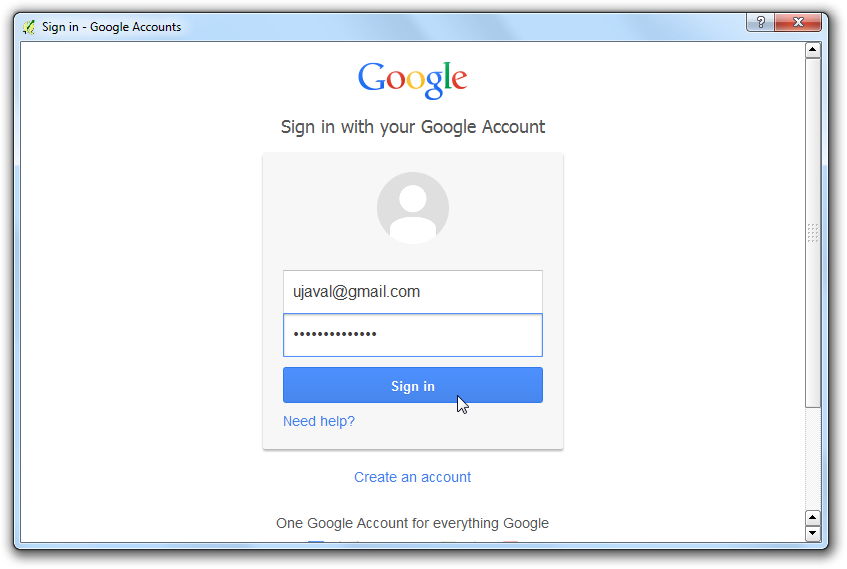 Sign in - Google Accounts
?
Google
Sign in with your Google Account
ujaval@gmail.com
••••••••••••••
Sign in
Need help?
Create an account
One Google Account for everything Google